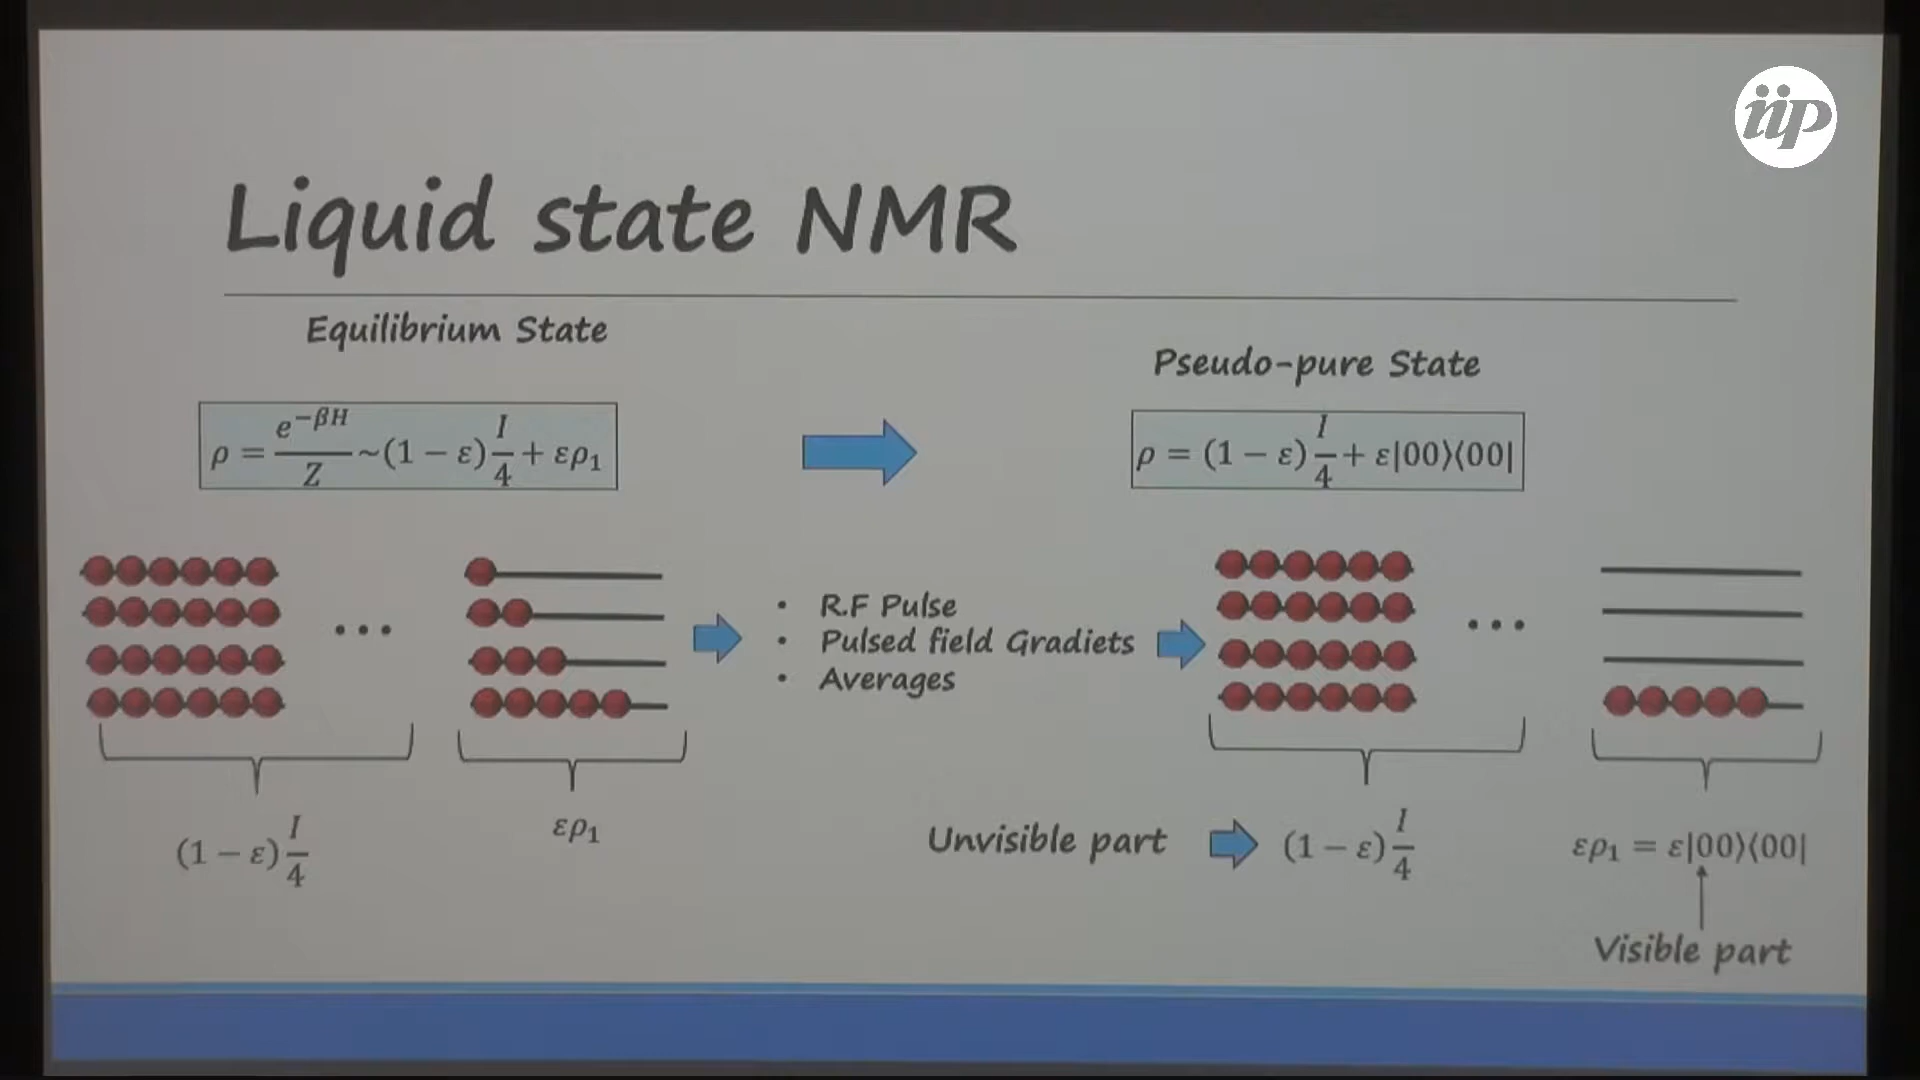 iip
Liquid state NMR
Equilibrium State
Pseudo-pure State
ρ = e^{-βH}/Z ~(1 − ε) I/4 + ερ₁
ρ = (1 − ε) I/4 + ε|00⟩⟨00|
• R.F Pulse
• Pulsed field Gradiets
• Averages
(1 − ε) I/4
ερ₁
Unvisible part
(1 − ε) I/4
ερ₁ = ε|00⟩⟨00|
Visible part